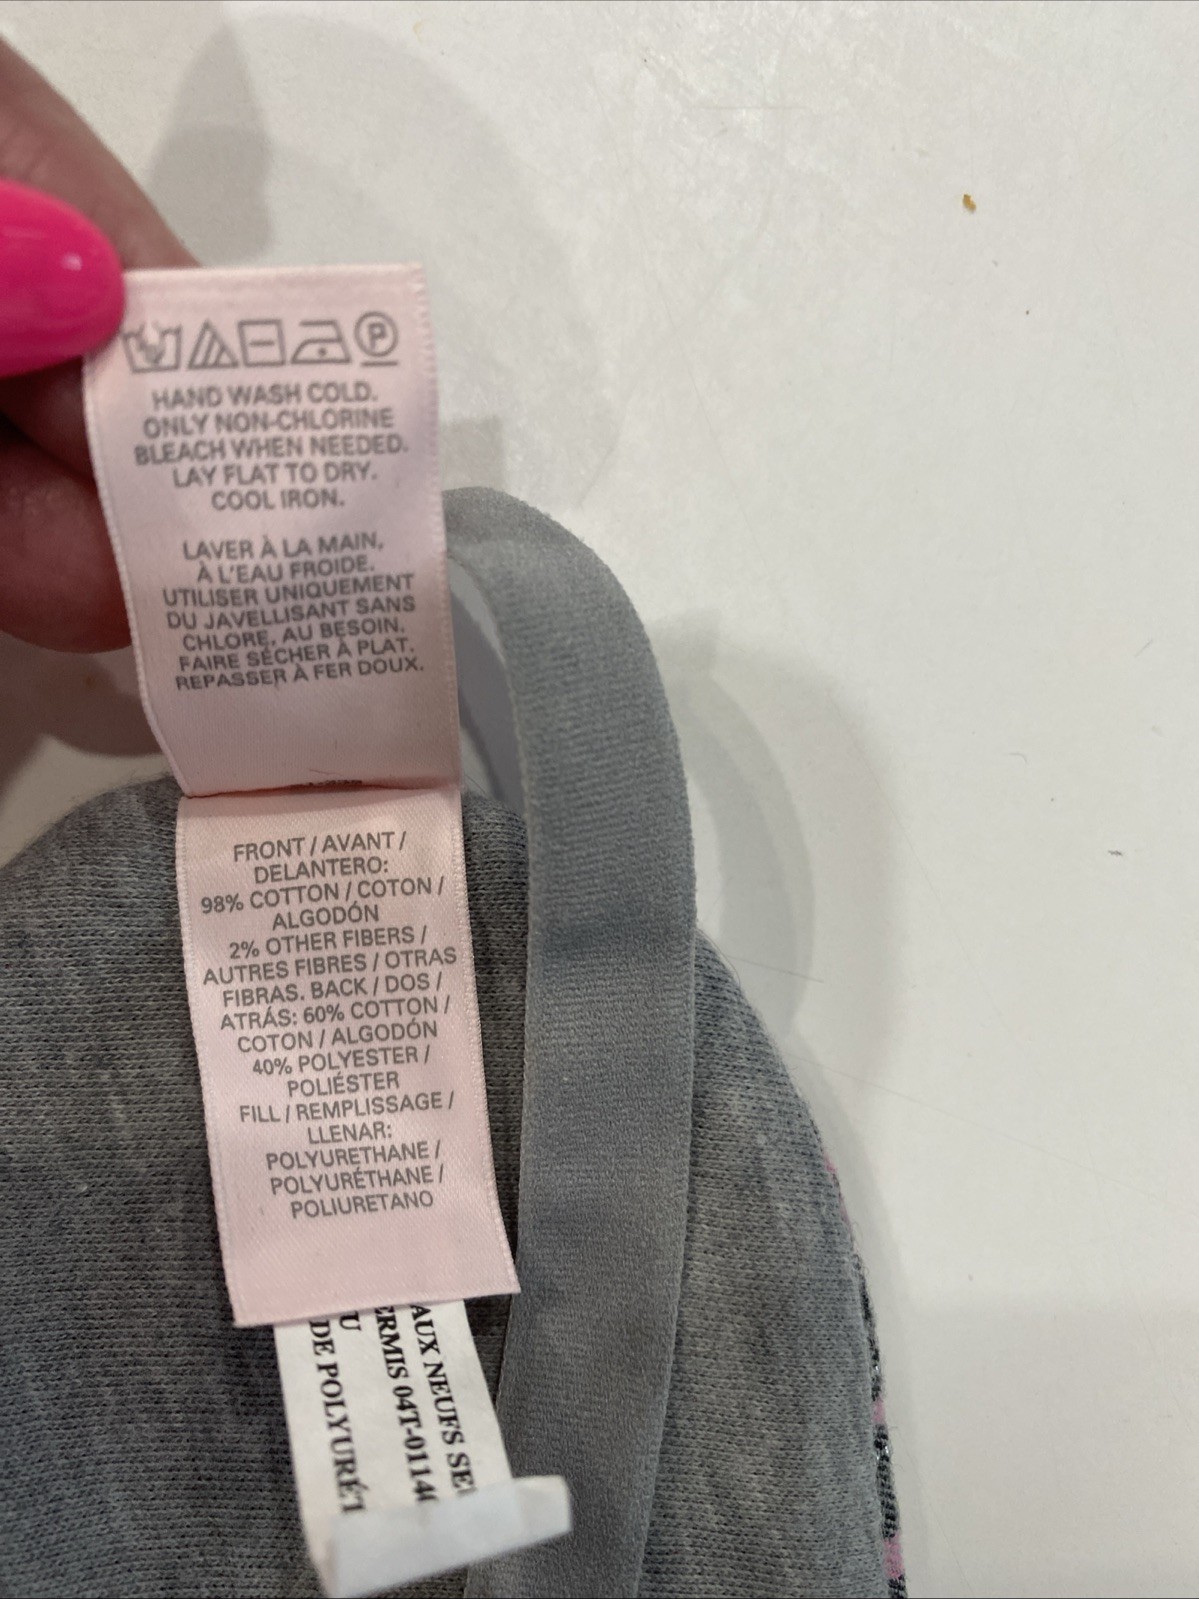 P
HAND WASH COLD.
ONLY NON-CHLORINE
BLEACH WHEN NEEDED.
LAY FLAT TO DRY.
COOL IRON.
LAVER À LA MAIN,
À L'EAU FROIDE.
UTILISER UNIQUEMENT
DU JAVELLISANT SANS
CHLORE, AU BESOIN.
FAIRE SÉCHER À PLAT.
REPASSER À FER DOUX.
FRONT / AVANT /
DELANTERO:
98% COTTON / COTON /
ALGODÓN
2% OTHER FIBERS /
AUTRES FIBRES / OTRAS
FIBRAS. BACK / DOS /
ATRÁS: 60% COTTON /
COTON / ALGODÓN
40% POLYESTER /
POLIÉSTER
FILL / REMPLISSAGE /
LLENAR:
POLYURETHANE /
POLYURÉTHANE /
POLIURETANO
AUX NEUFS SE
ERMIS 04T-0114
U
DE POLYURÉT